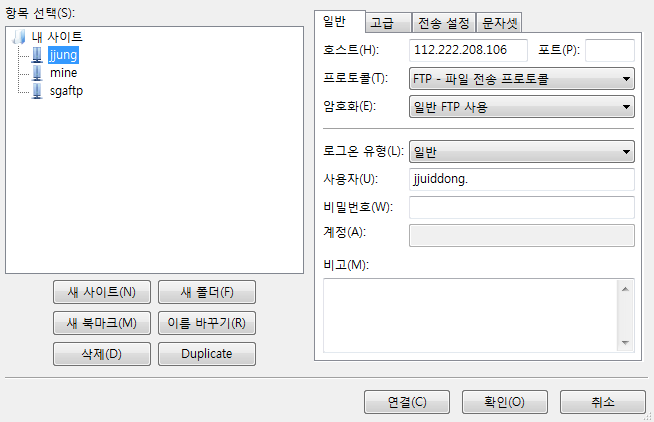 항목 선택(S):
내 사이트
jjung
mine
sgaftp
새 사이트(N) 새 폴더(F)
새 북마크(M) 이름 바꾸기(R)
삭제(D) Duplicate
일반 고급 전송 설정 문자셋
호스트(H): 112.222.208.106 포트(P):
프로토콜(T): FTP - 파일 전송 프로토콜
암호화(E): 일반 FTP 사용
로그온 유형(L): 일반
사용자(U): jjuiddong.
비밀번호(W):
계정(A):
비고(M):
연결(C) 확인(O) 취소